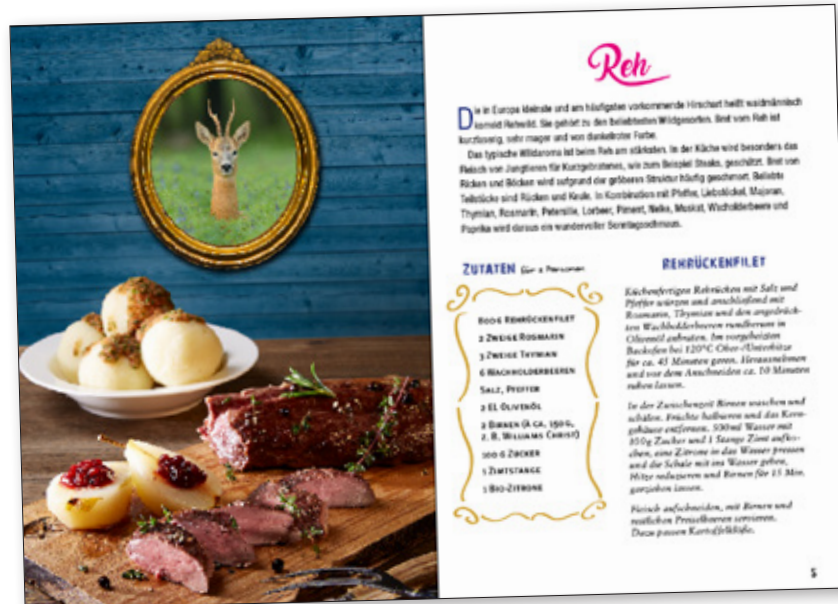 Reh
Die in Europa kleinste und am häufigsten vorkommende Hirschart heißt waidmännisch
korrekt Rehwild. Sie gehört zu den beliebtesten Wildgesorten. Bret vom Reh ist
kurzfaserig, sehr mager und von dunkelroter Farbe.
Das typische Wildaroma ist beim Reh am stärksten. In der Küche wird besonders das
Fleisch von Jungtieren für Kurzgebratenes, wie zum Beispiel Steaks, geschätzt. Bret von
Ricken und Böcken wird aufgrund der gröberen Struktur häufig geschmort. Beliebte
Teilstücke sind Rücken und Keule. In Kombination mit Pfeffer, Liebstöckel, Majoran,
Thymian, Rosmarin, Petersilie, Lorbeer, Piment, Nelke, Muskat, Wacholderbeere und
Paprika wird daraus ein wundervoller Sonntagsschmaus.
ZUTATEN für 2 Personen
800 G REHRÜCKENFILET
2 ZWEIGE ROSMARIN
3 ZWEIGE THYMIAN
6 WACHHOLDERBEEREN
SALZ, PFEFFER
2 EL OLIVENÖL
2 BIRNEN (À CA. 150 G,
Z. B. WILLIAMS CHRIST)
100 G ZUCKER
1 ZIMTSTANGE
1 BIO-ZITRONE
REHRÜCKENFILET
Küchenfertigen Rehrücken mit Salz und
Pfeffer würzen und anschließend mit
Rosmarin, Thymian und den angedrück-
ten Wachholderbeeren rundherum in
Olivenöl anbraten. Im vorgeheizten
Backofen bei 120°C Ober-/Unterhitze
für ca. 45 Minuten garen. Herausnehmen
und vor dem Anschneiden ca. 10 Minuten
ruhen lassen.
In der Zwischenzeit Birnen waschen und
schälen. Früchte halbieren und das Kern-
gehäuse entfernen. 500ml Wasser mit
100g Zucker und 1 Stange Zimt aufko-
chen, eine Zitrone in das Wasser pressen
und die Schale mit ins Wasser geben,
Hitze reduzieren und Birnen für 15 Min.
garziehen lassen.
Fleisch aufschneiden, mit Birnen und
restlichen Preiselbeeren servieren.
Dazu passen Kartoffelklöße.
5